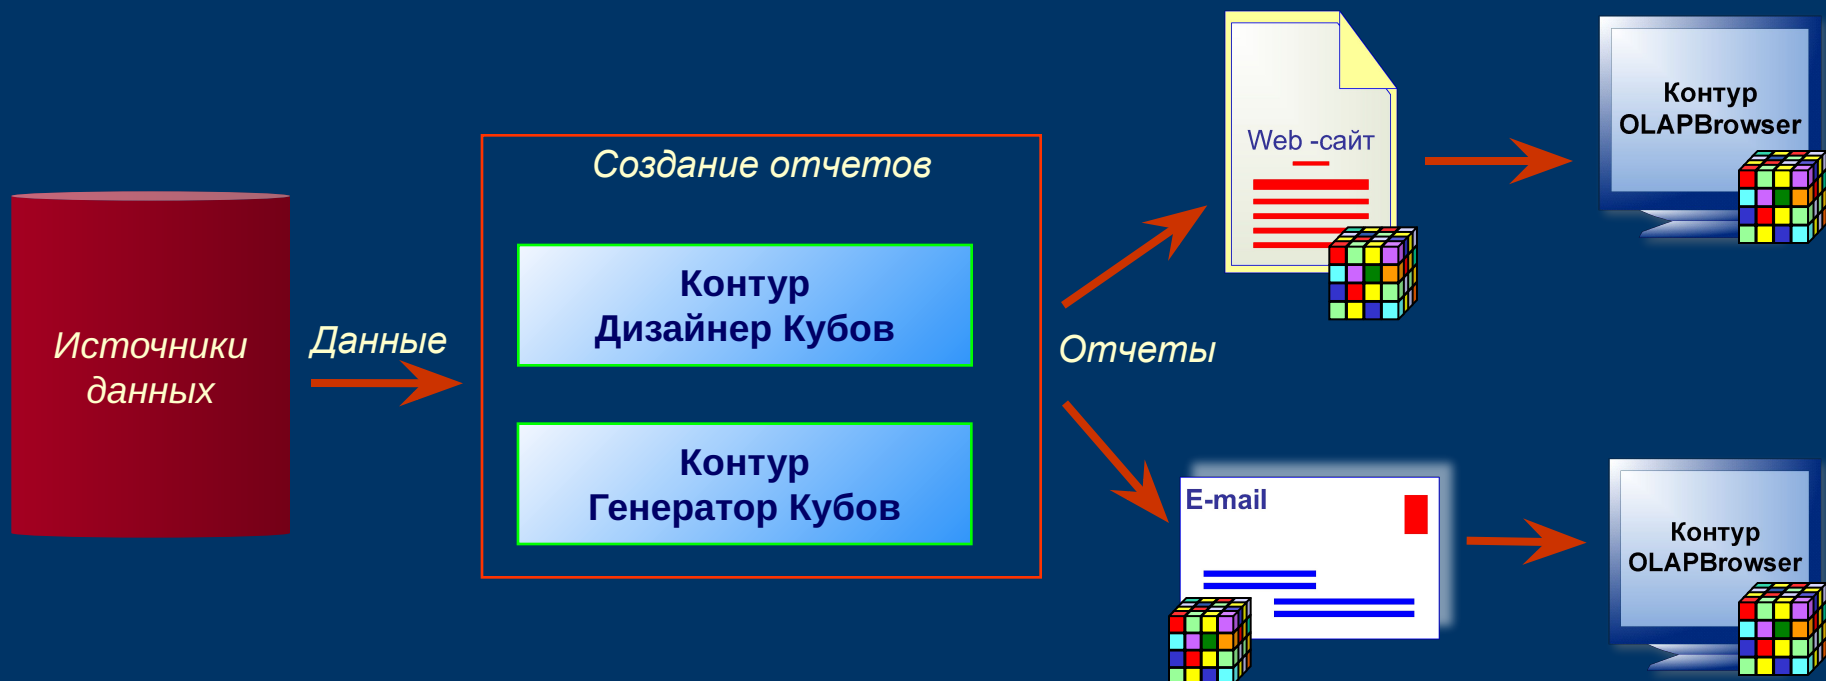 Источники
данных
Данные
Создание отчетов
Контур
Дизайнер Кубов
Контур
Генератор Кубов
Отчеты
Web -сайт
Контур
OLAPBrowser
E-mail
Контур
OLAPBrowser